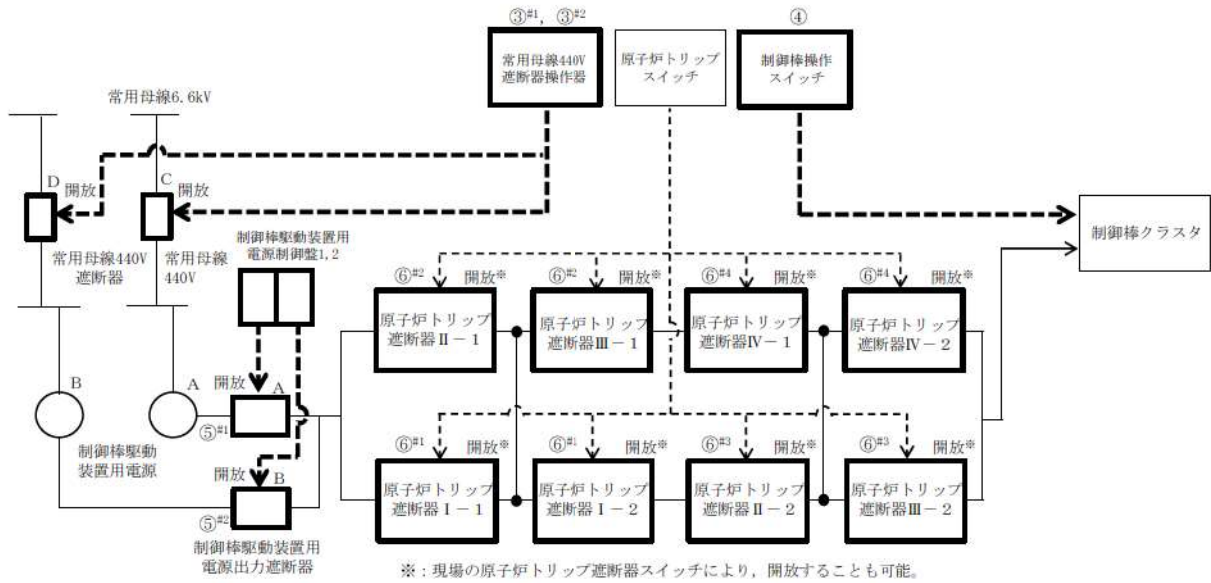 ③#1, ③#2
④
常用母線440V
遮断器操作器
原子炉トリップ
スイッチ
制御棒操作
スイッチ
常用母線6.6kV
D
開放
C
開放
制御棒クラスタ
常用母線440V
遮断器
常用母線
440V
制御棒駆動装置用
電源制御盤1,2
⑥#2
開放※
⑥#2
開放※
⑥#4
開放※
⑥#4
開放※
原子炉トリップ
遮断器Ⅱ-1
原子炉トリップ
遮断器Ⅲ-1
原子炉トリップ
遮断器Ⅳ-1
原子炉トリップ
遮断器Ⅳ-2
B
A
開放
A
⑤#1
制御棒駆動
装置用電源
開放
B
⑤#2
制御棒駆動装置用
電源出力遮断器
⑥#1
開放※
⑥#1
開放※
⑥#3
開放※
⑥#3
開放※
原子炉トリップ
遮断器Ⅰ-1
原子炉トリップ
遮断器Ⅰ-2
原子炉トリップ
遮断器Ⅱ-2
原子炉トリップ
遮断器Ⅲ-2
※:現場の原子炉トリップ遮断器スイッチにより,開放することも可能。